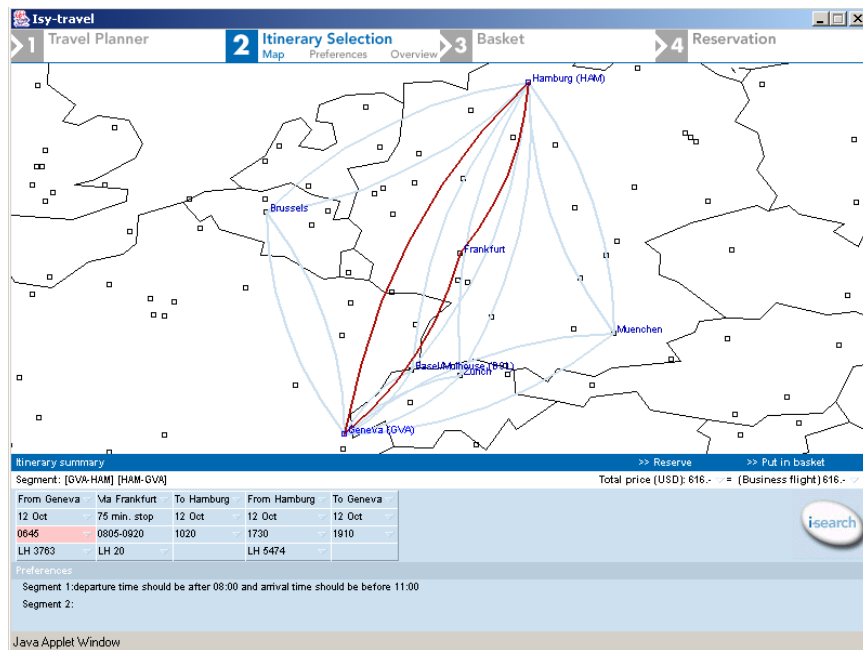 Isy-travel
1 Travel Planner 2 Itinerary Selection 3 Basket 4 Reservation
Map Preferences Overview
Hamburg (HAM)
Brussels
Frankfurt
Muenchen
Basel/Mulhouse (BSL)
Zurich
Geneva (GVA)
Itinerary summary >> Reserve >> Put in basket
Segment: [GVA-HAM] [HAM-GVA] Total price (USD): 616.- = (Business flight) 616.-
From Geneva Via Frankfurt To Hamburg From Hamburg To Geneva
12 Oct 75 min. stop 12 Oct 12 Oct 12 Oct
0645 0805-0920 1020 1730 1910
LH 3763 LH 20 LH 5474
i-search
Preferences
Segment 1:departure time should be after 08:00 and arrival time should be before 11:00
Segment 2:
Java Applet Window